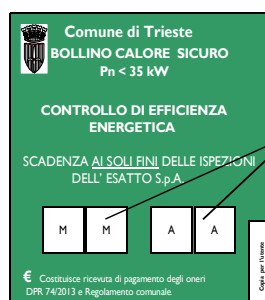 Comune di Trieste
BOLLINO CALORE SICURO
Pn < 35 kW
CONTROLLO DI EFFICIENZA
ENERGETICA
SCADENZA AI SOLI FINI DELLE ISPEZIONI
DELL' ESATTO S.p.A.
M M A A
€ Costituisce ricevuta di pagamento degli oneri
DPR 74/2013 e Regolamento comunale.
Copia per l'utente